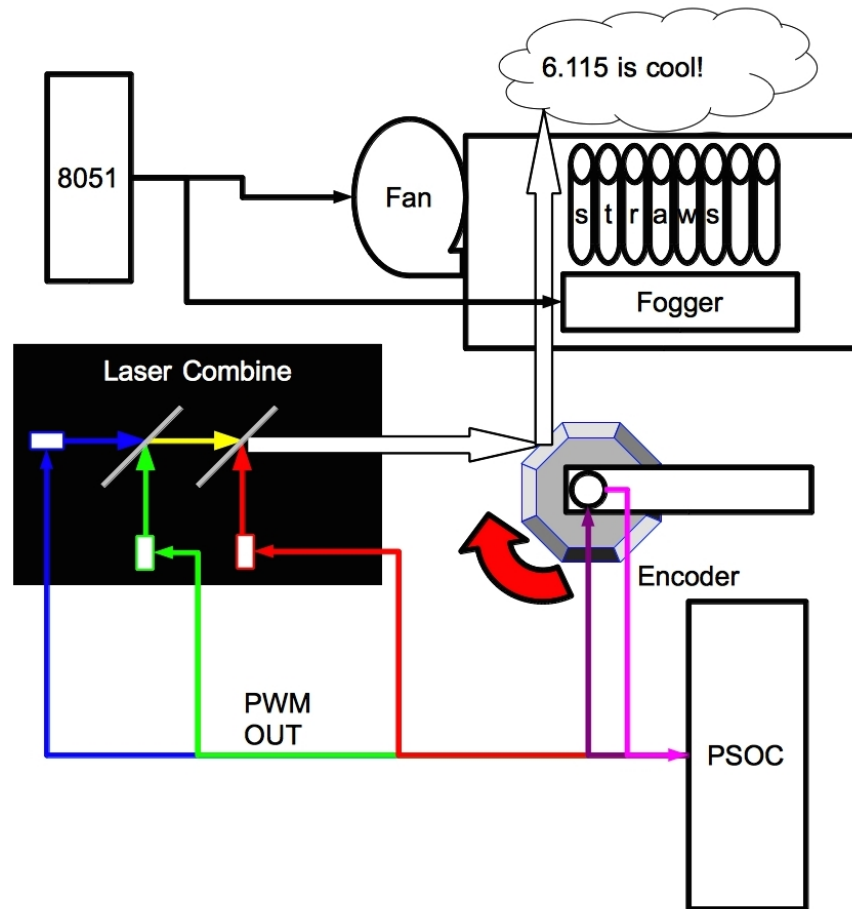 6.115 is cool!
8051
Fan
s t r a w s
Fogger
Laser Combine
Encoder
PWM
OUT
PSOC